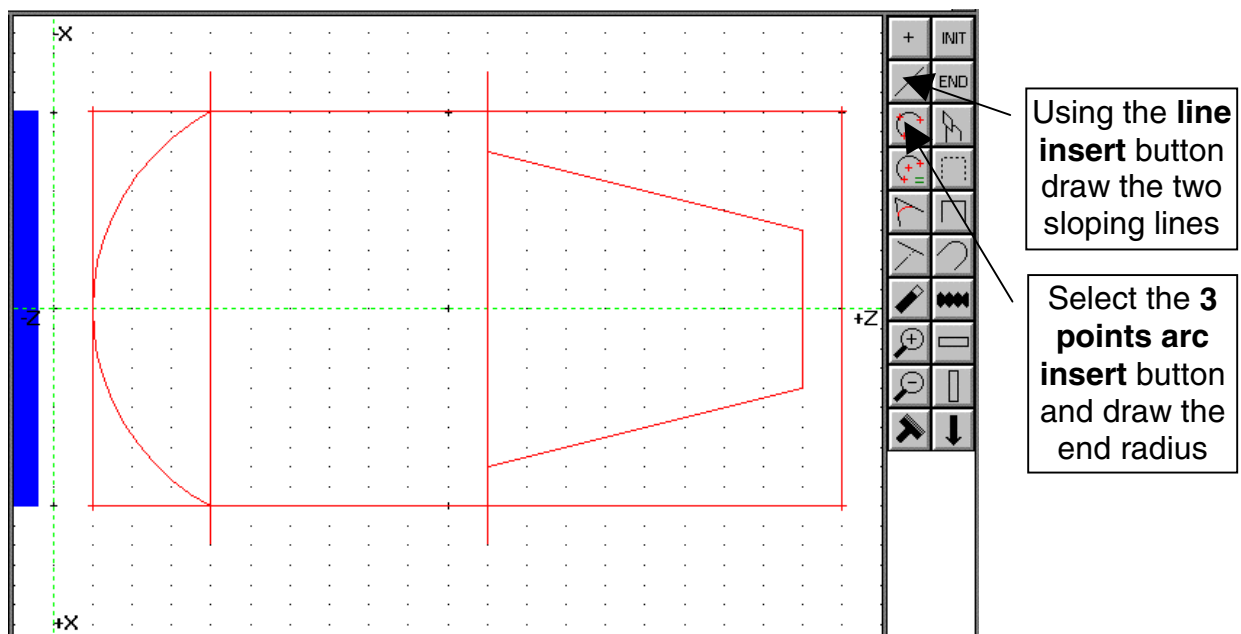 -X
INIT
END
Using the line
insert button
draw the two
sloping lines
-Z
+Z
Select the 3
points arc
insert button
and draw the
end radius
+X